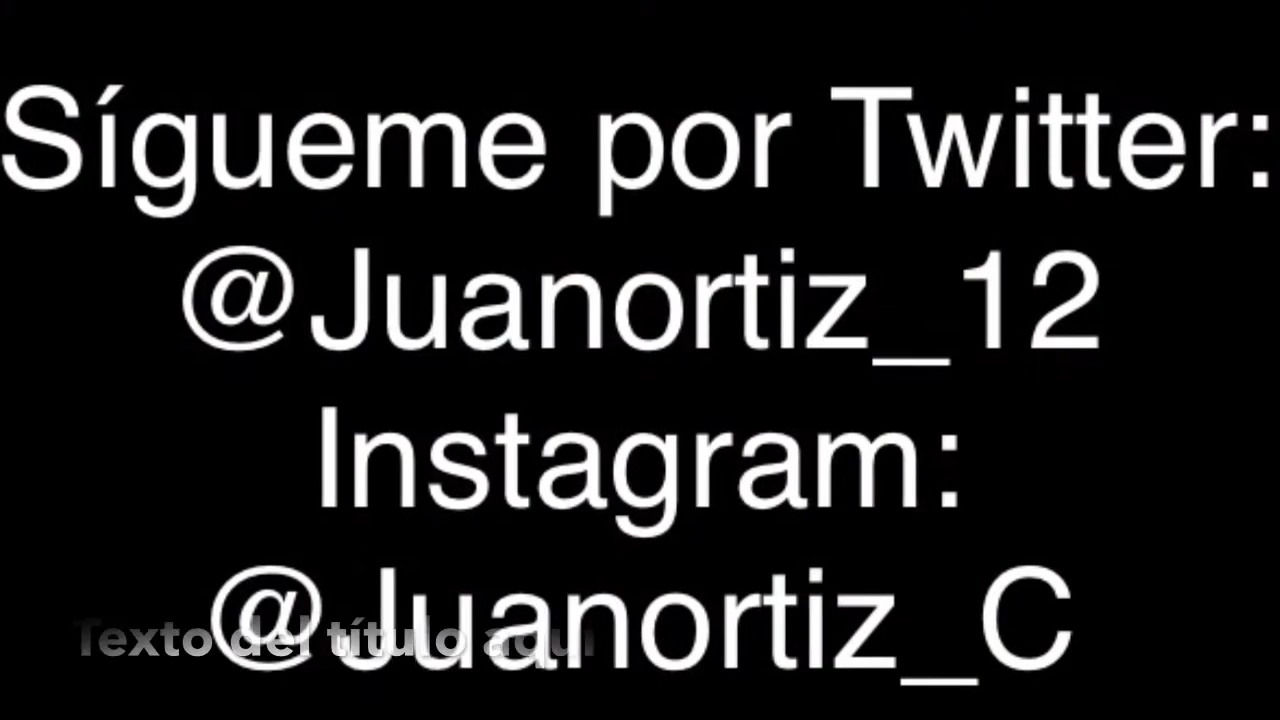 Sígueme por Twitter:
@Juanortiz_12
Instagram:
@Juanortiz_C
Texto del título aquí